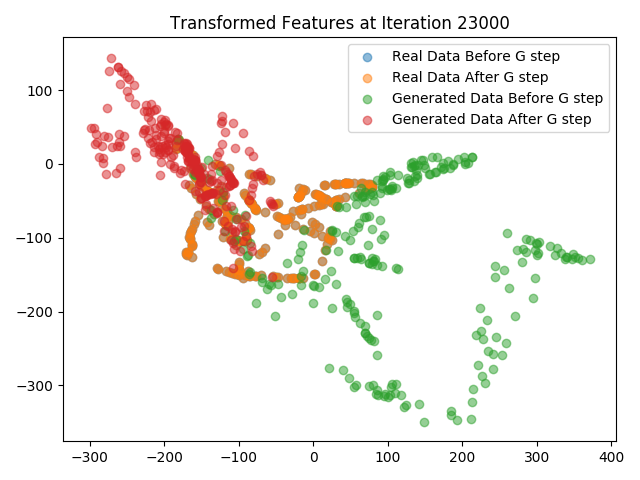 Transformed Features at Iteration 23000
Real Data Before G step
Real Data After G step
Generated Data Before G step
Generated Data After G step
100
0
−100
−200
−300
−300
−200
−100
0
100
200
300
400